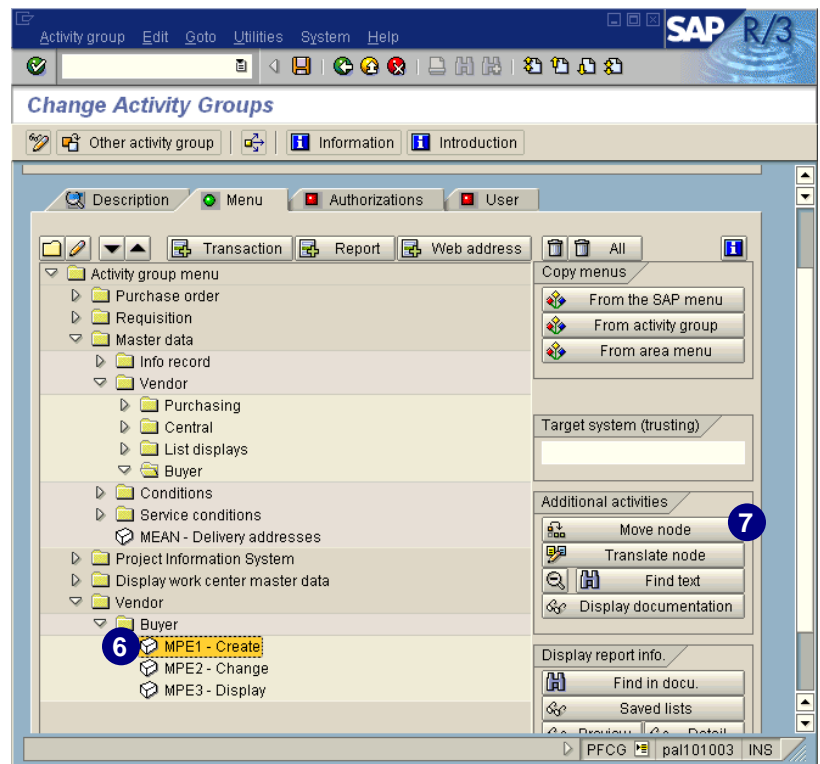 Activity group Edit Goto Utilities System Help
SAP R/3
Change Activity Groups
Other activity group Information Introduction
Description Menu Authorizations User
Transaction Report Web address All
Activity group menu
Purchase order
Requisition
Master data
Info record
Vendor
Purchasing
Central
List displays
Buyer
Conditions
Service conditions
MEAN - Delivery addresses
Project Information System
Display work center master data
Vendor
Buyer
6 MPE1 - Create
MPE2 - Change
MPE3 - Display
Copy menus
From the SAP menu
From activity group
From area menu
Target system (trusting)
Additional activities
Move node 7
Translate node
Find text
Display documentation
Display report info.
Find in docu.
Saved lists
Preview Detail
PFCG pal101003 INS